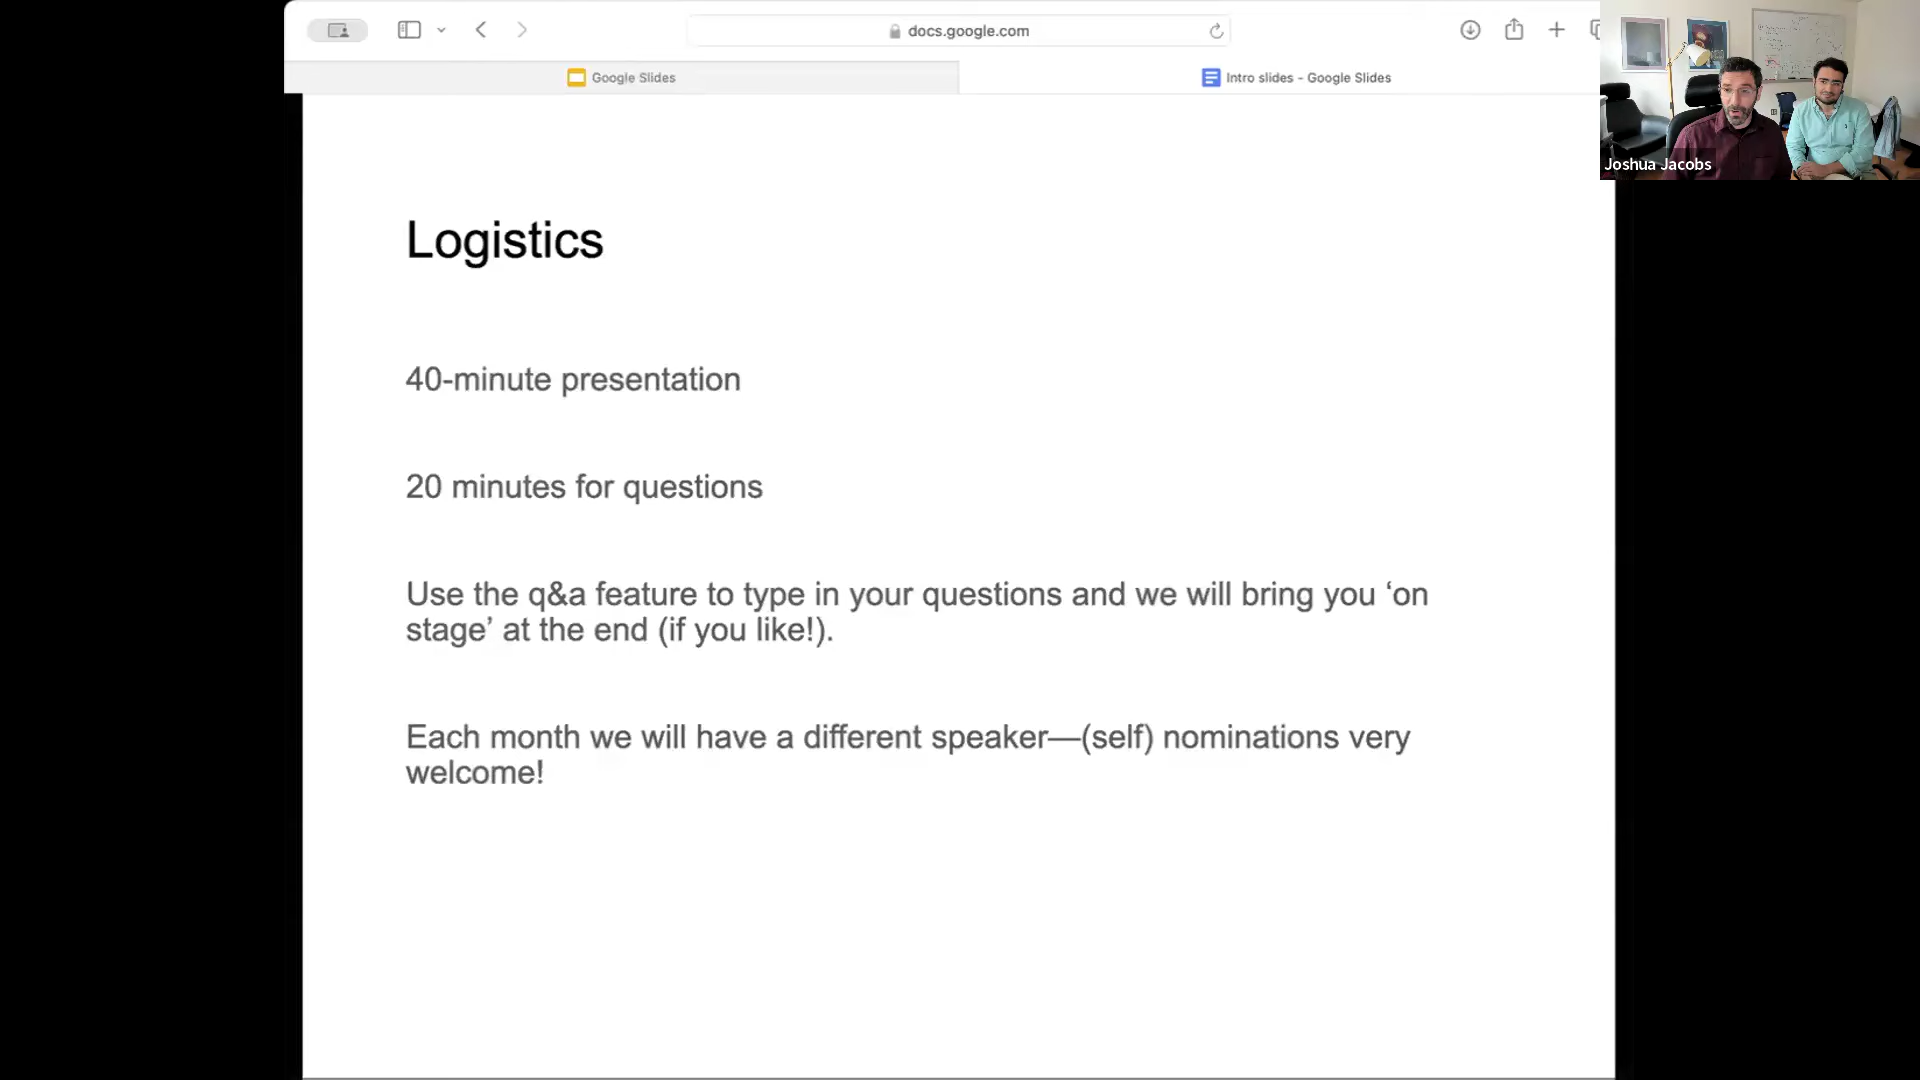 docs.google.com
Google Slides
Intro slides - Google Slides
Joshua Jacobs
Logistics
40-minute presentation
20 minutes for questions
Use the q&a feature to type in your questions and we will bring you ‘on
stage’ at the end (if you like!).
Each month we will have a different speaker—(self) nominations very
welcome!